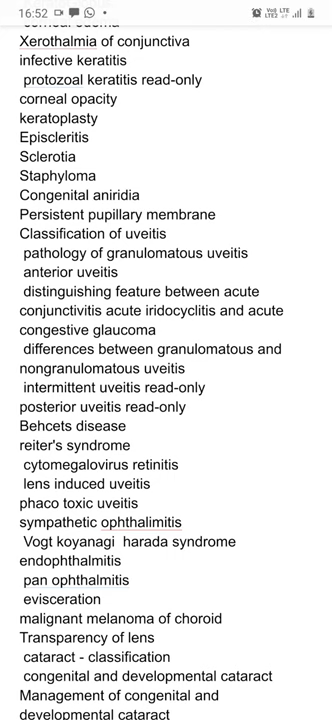 16:52
Xerothalmia of conjunctiva
infective keratitis
protozoal keratitis read-only
corneal opacity
keratoplasty
Episcleritis
Sclerotia
Staphyloma
Congenital aniridia
Persistent pupillary membrane
Classification of uveitis
pathology of granulomatous uveitis
anterior uveitis
distinguishing feature between acute
conjunctivitis acute iridocyclitis and acute
congestive glaucoma
differences between granulomatous and
nongranulomatous uveitis
intermittent uveitis read-only
posterior uveitis read-only
Behcets disease
reiter's syndrome
cytomegalovirus retinitis
lens induced uveitis
phaco toxic uveitis
sympathetic ophthalimitis
Vogt koyanagi harada syndrome
endophthalmitis
pan ophthalmitis
evisceration
malignant melanoma of choroid
Transparency of lens
cataract - classification
congenital and developmental cataract
Management of congenital and
developmental cataract